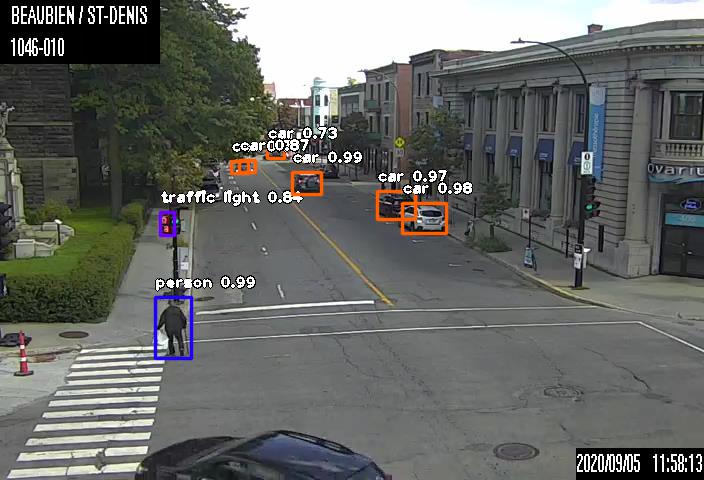 BEAUBIEN / ST-DENIS
1046-010
car 0.73
car 0.87
car 0.99
car 0.97
car 0.98
traffic light 0.84
person 0.99
2020/09/05 11:58:13